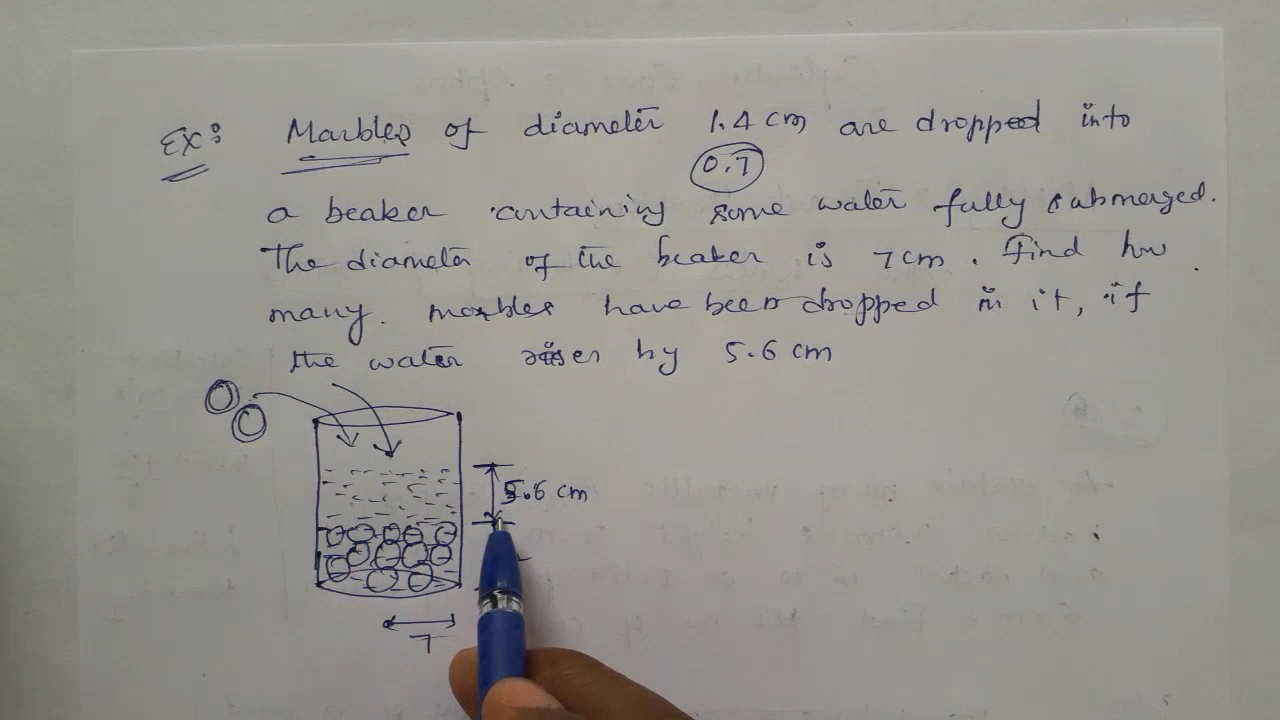 Ex: Marbles of diameter 1.4 cm are dropped into
0.7
a beaker containing some water fully submerged.
The diameter of the beaker is 7cm. Find how
many. marbles have been dropped in it, if
the water rises by 5.6 cm
5.6 cm
7